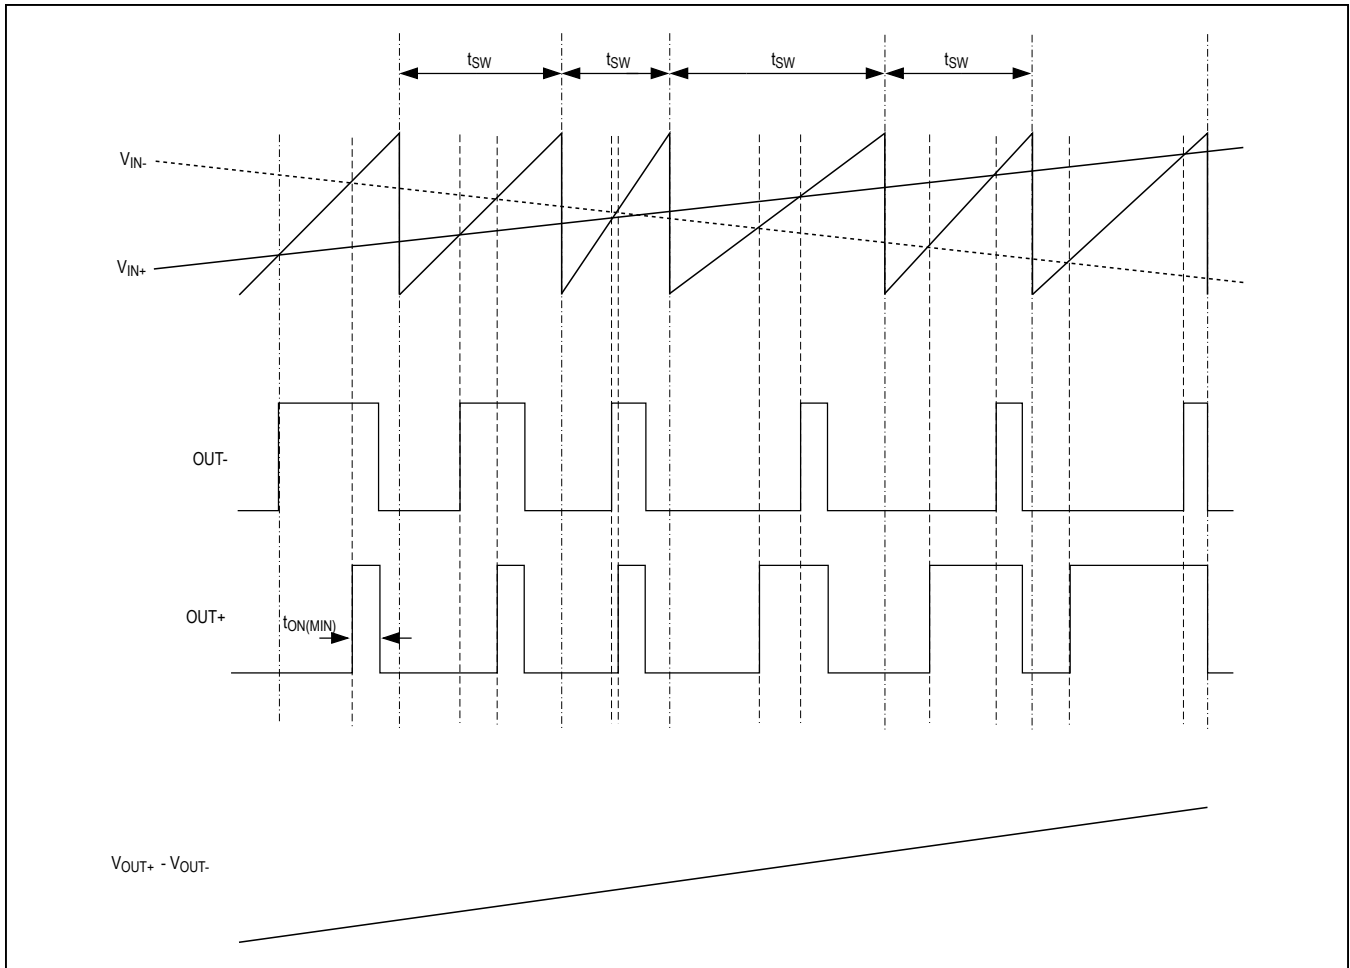 tSW tSW tSW tSW
VIN-
VIN+
OUT-
OUT+
tON(MIN)
VOUT+ - VOUT-